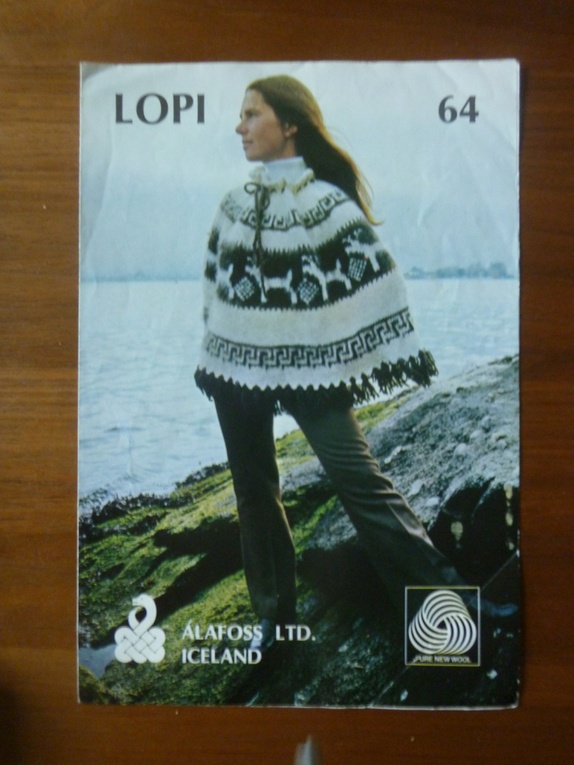 LOPI
64
ÁLAFOSS LTD.
ICELAND
PURE NEW WOOL